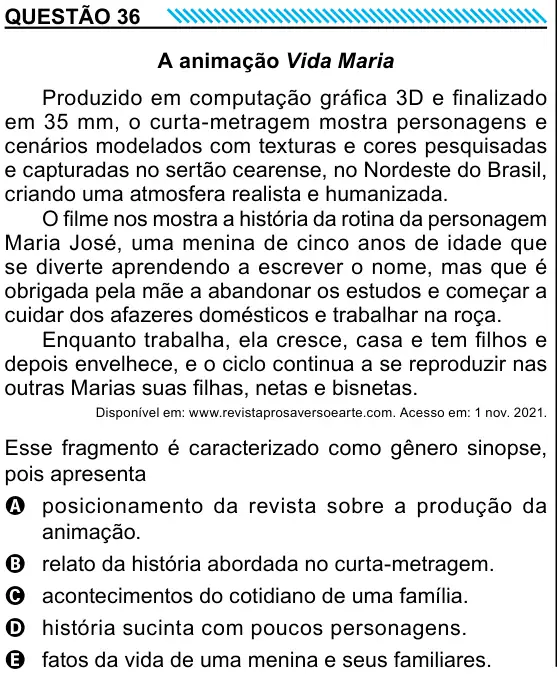 QUESTÃO 36
A animação Vida Maria
Produzido em computação gráfica 3D e finalizado
em 35 mm, o curta-metragem mostra personagens e
cenários modelados com texturas e cores pesquisadas
e capturadas no sertão cearense, no Nordeste do Brasil,
criando uma atmosfera realista e humanizada.
O filme nos mostra a história da rotina da personagem
Maria José, uma menina de cinco anos de idade que
se diverte aprendendo a escrever o nome, mas que é
obrigada pela mãe a abandonar os estudos e começar a
cuidar dos afazeres domésticos e trabalhar na roça.
Enquanto trabalha, ela cresce, casa e tem filhos e
depois envelhece, e o ciclo continua a se reproduzir nas
outras Marias suas filhas, netas e bisnetas.
Disponível em: www.revistaprosaversoearte.com. Acesso em: 1 nov. 2021.
Esse fragmento é caracterizado como gênero sinopse,
pois apresenta
A posicionamento da revista sobre a produção da
animação.
B relato da história abordada no curta-metragem.
C acontecimentos do cotidiano de uma família.
D história sucinta com poucos personagens.
E fatos da vida de uma menina e seus familiares.